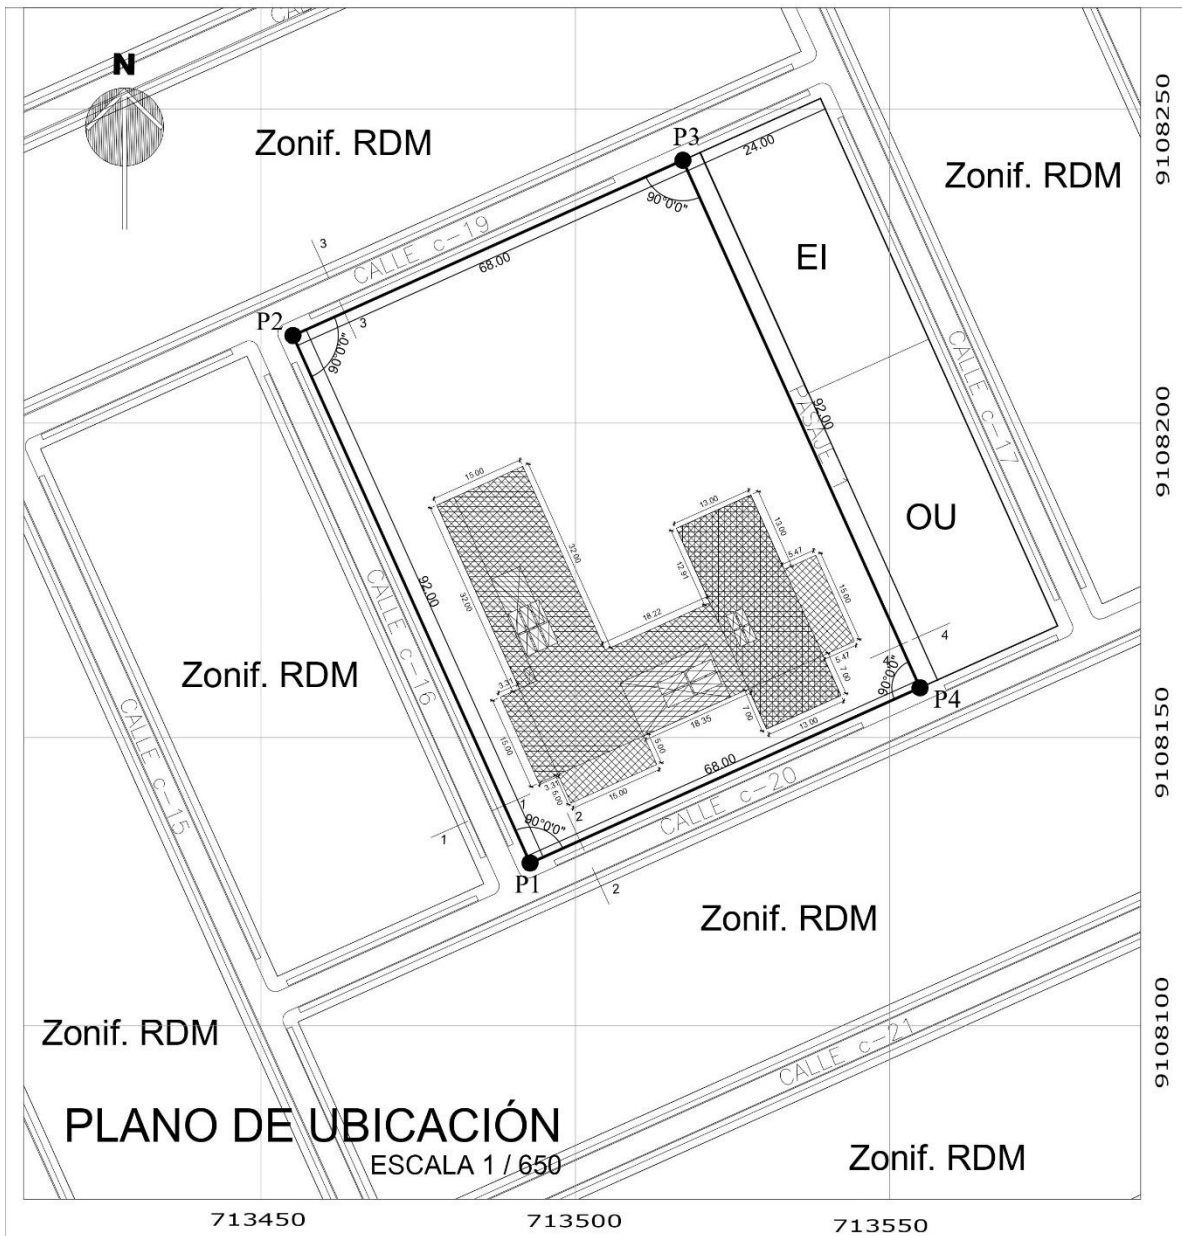 CAL
N
9108250
Zonif. RDM
P3
24.00
Zonif. RDM
90°0'0"
3
CALLE c-19
EI
68.00
P2
3
90°0'0"
CALLE c-17
PASAJE 1
92.00
9108200
15.00
13.00
OU
13.00
32.00
5.47
12.91
92.00
CALLE c-16
32.00
15.00
18.22
4
Zonif. RDM
5.47
4
7.00
90°0'0"
3.31
P4
CALLE c-15
7.00
13.00
18.35
9108150
15.00
5.00
68.00
3.31
5.00
15.00
CALLE c-20
1
2
90°0'0"
1
P1
2
Zonif. RDM
Zonif. RDM
9108100
CALLE c-21
PLANO DE UBICACIÓN
ESCALA 1 / 650
Zonif. RDM
713450
713500
713550